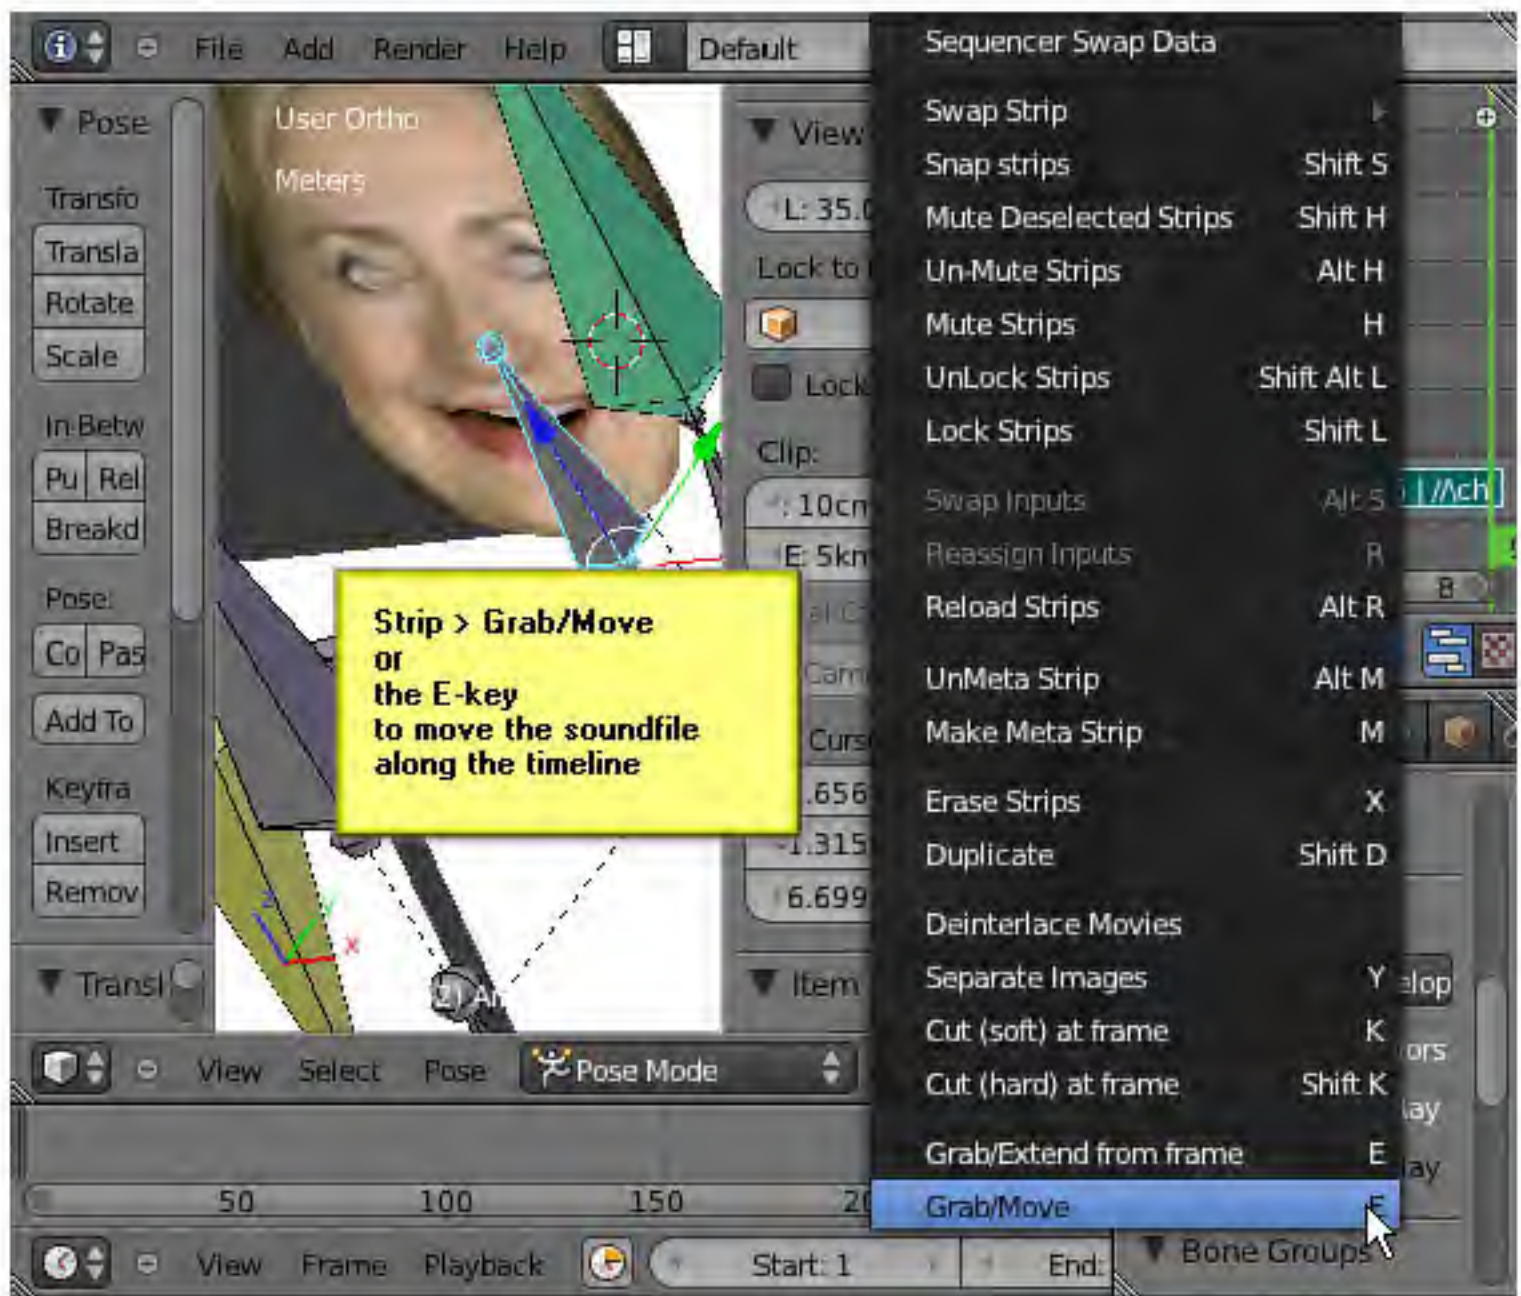 File Add Render Help Default
Pose
Transfo
Transla
Rotate
Scale
In-Betw
Pu Rel
Breakd
Pose:
Co Pas
Add To
Keyfra
Insert
Remov
Transl
User Ortho
Meters
Strip > Grab/Move
or
the E-key
to move the soundfile
along the timeline
z y x
View
L: 35.0
Lock to
Lock
Clip:
: 10cm
E: 5km
Cam
Curs
.656
-1.315
6.699
Item
Sequencer Swap Data
Swap Strip
Snap strips Shift S
Mute Deselected Strips Shift H
Un-Mute Strips Alt H
Mute Strips H
UnLock Strips Shift Alt L
Lock Strips Shift L
Swap Inputs Alt S
Reassign Inputs R
Reload Strips Alt R
UnMeta Strip Alt M
Make Meta Strip M
Erase Strips X
Duplicate Shift D
Deinterlace Movies
Separate Images Y
Cut (soft) at frame K
Cut (hard) at frame Shift K
Grab/Extend from frame E
Grab/Move E
| //\ch
B
elop
ors
lay
lay
Bone Groups
View Select Pose Pose Mode
50 100 150 20
View Frame Playback Start: 1 End: